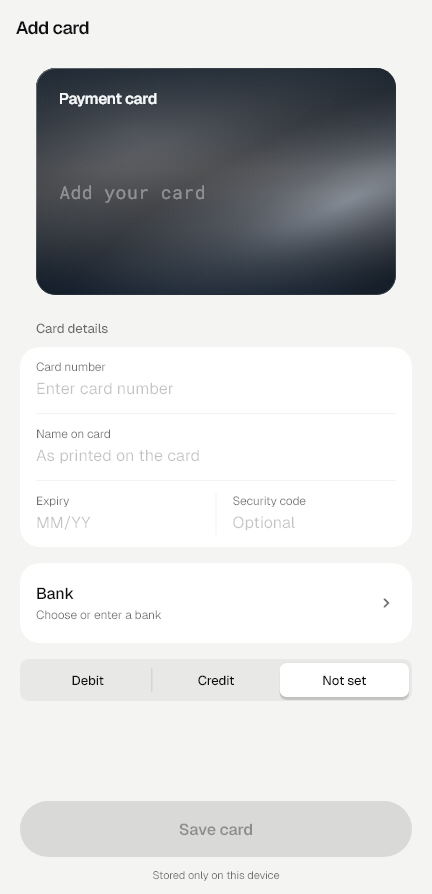 Add card
Payment card
Add your card
Card details
Card number
Enter card number
Name on card
As printed on the card
Expiry
Security code
MM/YY
Optional
Bank
Choose or enter a bank
Debit
Credit
Not set
Save card
Stored only on this device